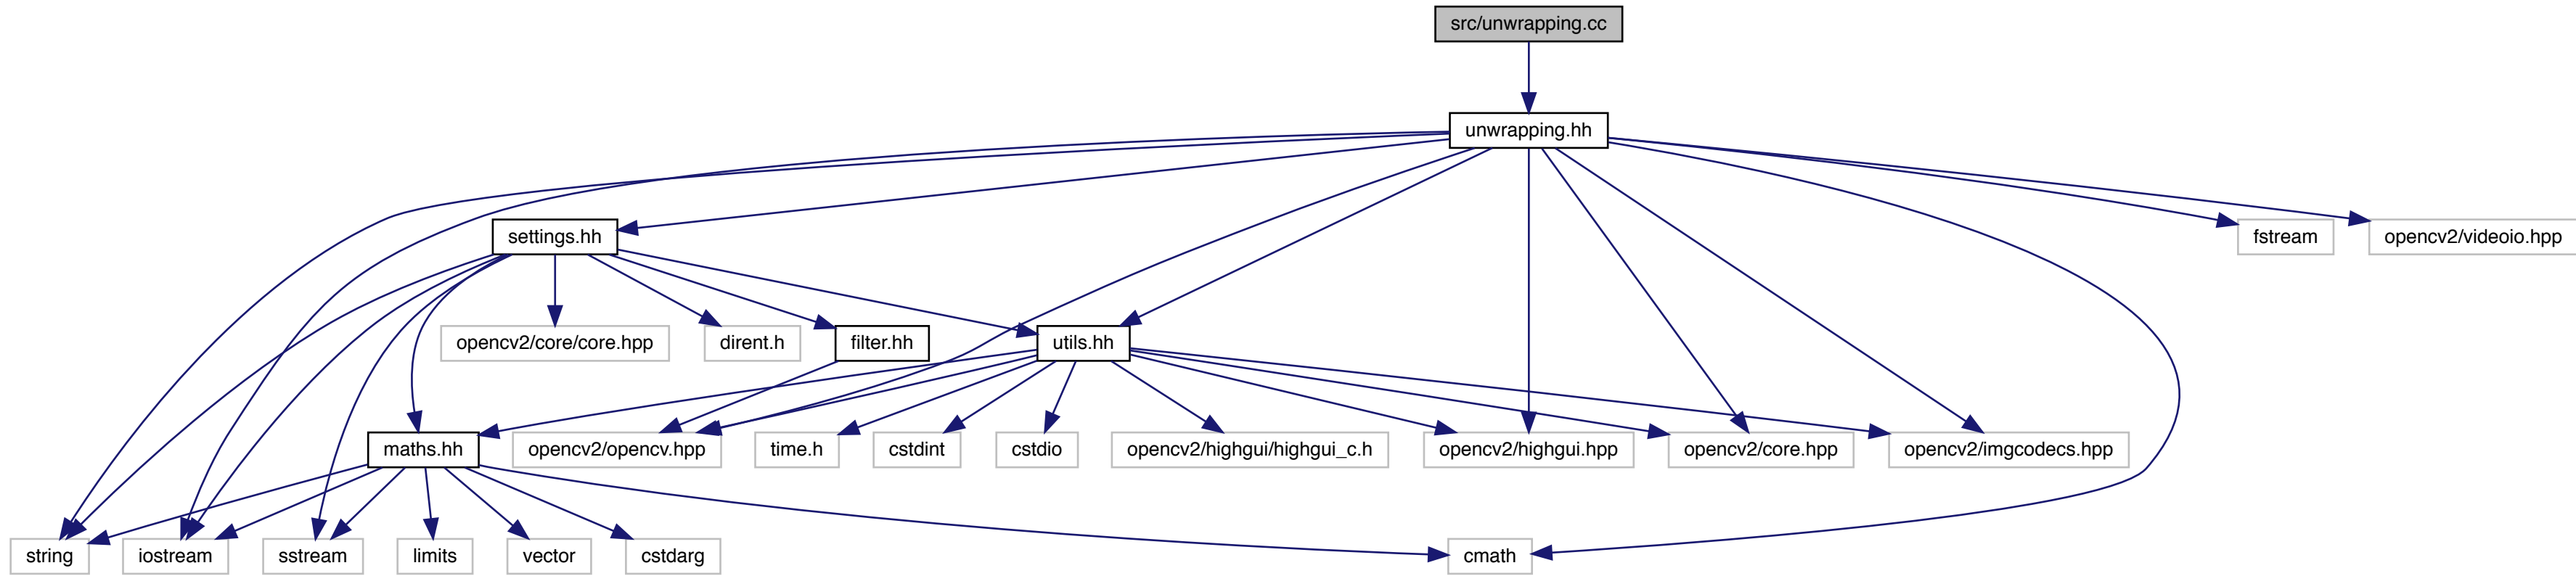 src/unwrapping.cc
unwrapping.hh
settings.hh
fstream
opencv2/videoio.hpp
opencv2/core/core.hpp
dirent.h
filter.hh
utils.hh
maths.hh
opencv2/opencv.hpp
time.h
cstdint
cstdio
opencv2/highgui/highgui_c.h
opencv2/highgui.hpp
opencv2/core.hpp
opencv2/imgcodecs.hpp
string
iostream
sstream
limits
vector
cstdarg
cmath